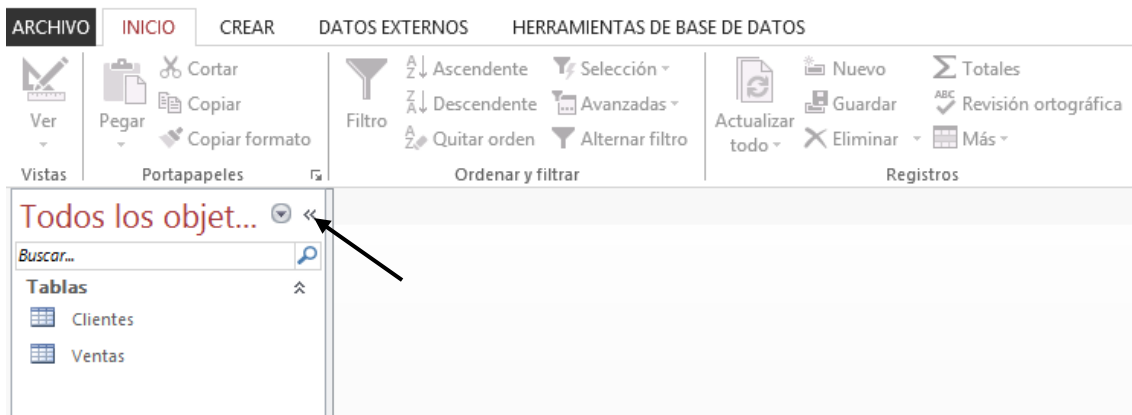 ARCHIVO INICIO CREAR DATOS EXTERNOS HERRAMIENTAS DE BASE DE DATOS
Ver
Vistas
Pegar
Cortar
Copiar
Copiar formato
Portapapeles
Filtro
Ascendente
Descendente
Quitar orden
Selección
Avanzadas
Alternar filtro
Ordenar y filtrar
Actualizar
todo
Nuevo
Guardar
Eliminar
Totales
Revisión ortográfica
Más
Registros
Todos los objet...
Buscar...
Tablas
Clientes
Ventas